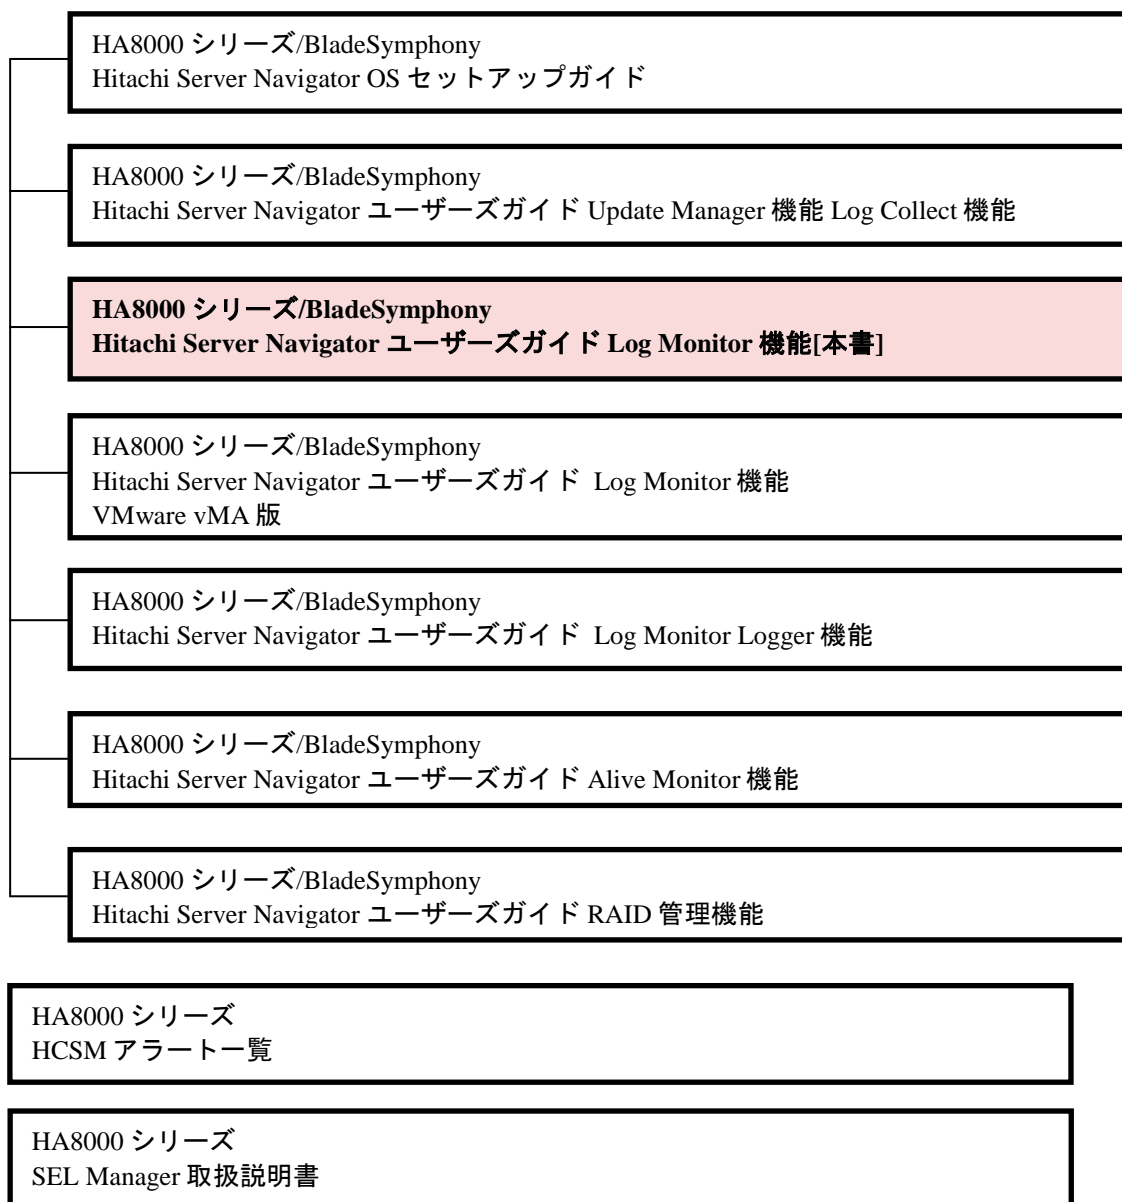 HA8000 シリーズ/BladeSymphony
Hitachi Server Navigator OS セットアップガイド
HA8000 シリーズ/BladeSymphony
Hitachi Server Navigator ユーザーズガイド Update Manager 機能 Log Collect 機能
HA8000 シリーズ/BladeSymphony
Hitachi Server Navigator ユーザーズガイド Log Monitor 機能[本書]
HA8000 シリーズ/BladeSymphony
Hitachi Server Navigator ユーザーズガイド Log Monitor 機能
VMware vMA 版
HA8000 シリーズ/BladeSymphony
Hitachi Server Navigator ユーザーズガイド Log Monitor Logger 機能
HA8000 シリーズ/BladeSymphony
Hitachi Server Navigator ユーザーズガイド Alive Monitor 機能
HA8000 シリーズ/BladeSymphony
Hitachi Server Navigator ユーザーズガイド RAID 管理機能
HA8000 シリーズ
HCSM アラート一覧
HA8000 シリーズ
SEL Manager 取扱説明書